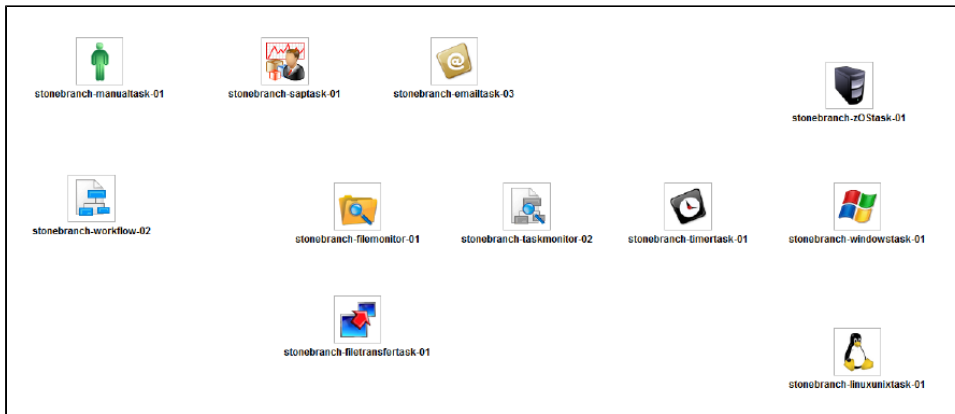 stonebranch-manualtask-01
stonebranch-saptask-01
stonebranch-emailtask-03
stonebranch-zOStask-01
stonebranch-workflow-02
stonebranch-filemonitor-01
stonebranch-taskmonitor-02
stonebranch-timertask-01
stonebranch-windowstask-01
stonebranch-filetransfertask-01
stonebranch-linuxunixtask-01